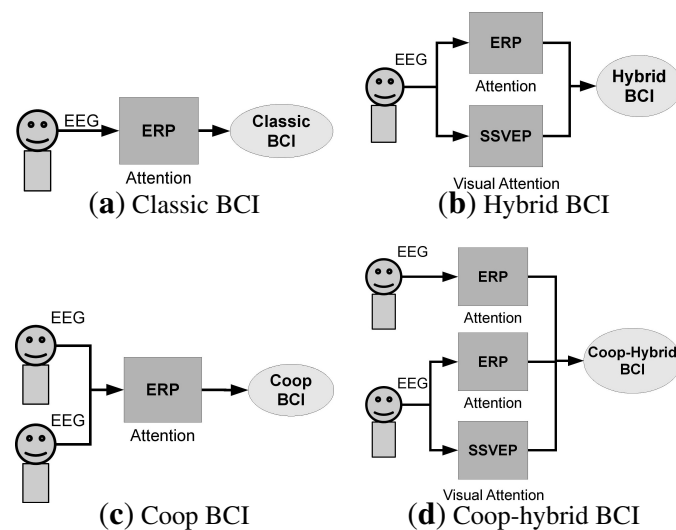 EEG
ERP
Attention
Classic
BCI
(a) Classic BCI
EEG
ERP
Attention
SSVEP
Visual Attention
Hybrid
BCI
(b) Hybrid BCI
EEG
EEG
ERP
Attention
Coop
BCI
(c) Coop BCI
EEG
ERP
Attention
EEG
ERP
Attention
SSVEP
Visual Attention
Coop-Hybrid
BCI
(d) Coop-hybrid BCI